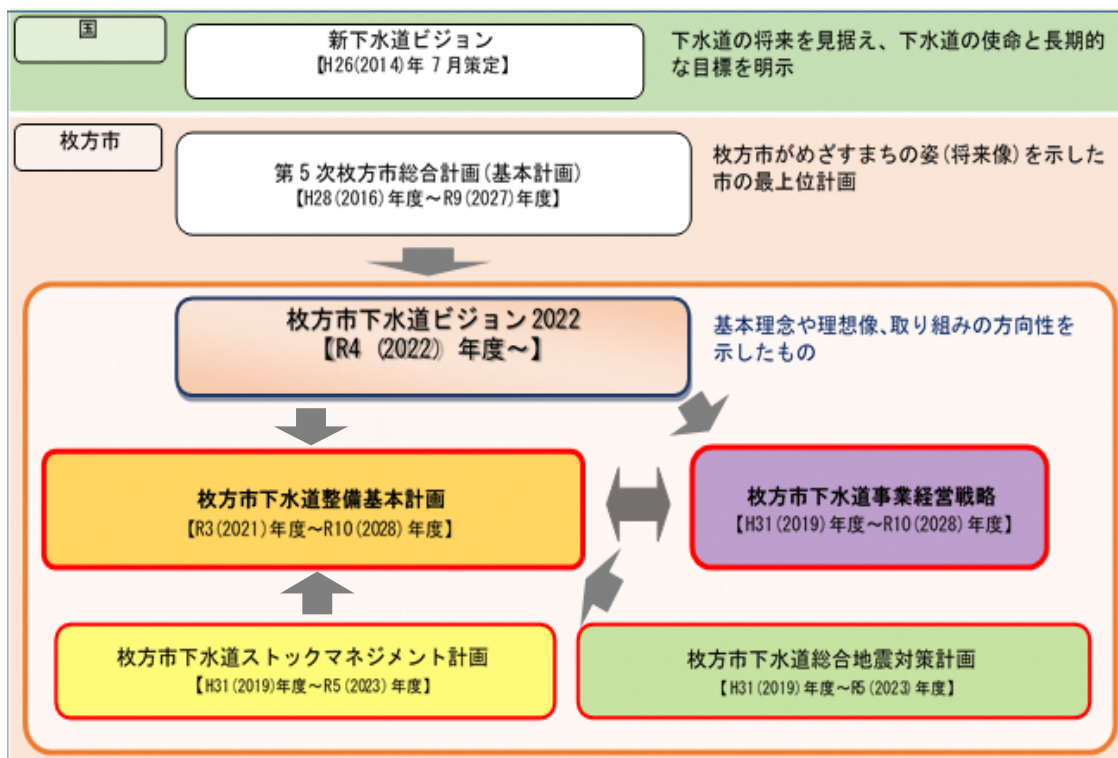 国
新下水道ビジョン
【H26(2014)年 7月策定】
下水道の将来を見据え、下水道の使命と長期的
な目標を明示
枚方市
第5次枚方市総合計画(基本計画)
【H28(2016)年度～R9(2027)年度】
枚方市がめざすまちの姿(将来像)を示した
市の最上位計画
枚方市下水道ビジョン2022
【R4 (2022) 年度～】
基本理念や理想像、取り組みの方向性を
示したもの
枚方市下水道整備基本計画
【R3(2021)年度～R10(2028)年度】
枚方市下水道事業経営戦略
【H31(2019)年度～R10(2028)年度】
枚方市下水道ストックマネジメント計画
【H31(2019)年度～R5(2023)年度】
枚方市下水道総合地震対策計画
【H31(2019)年度～R5(2023)年度】